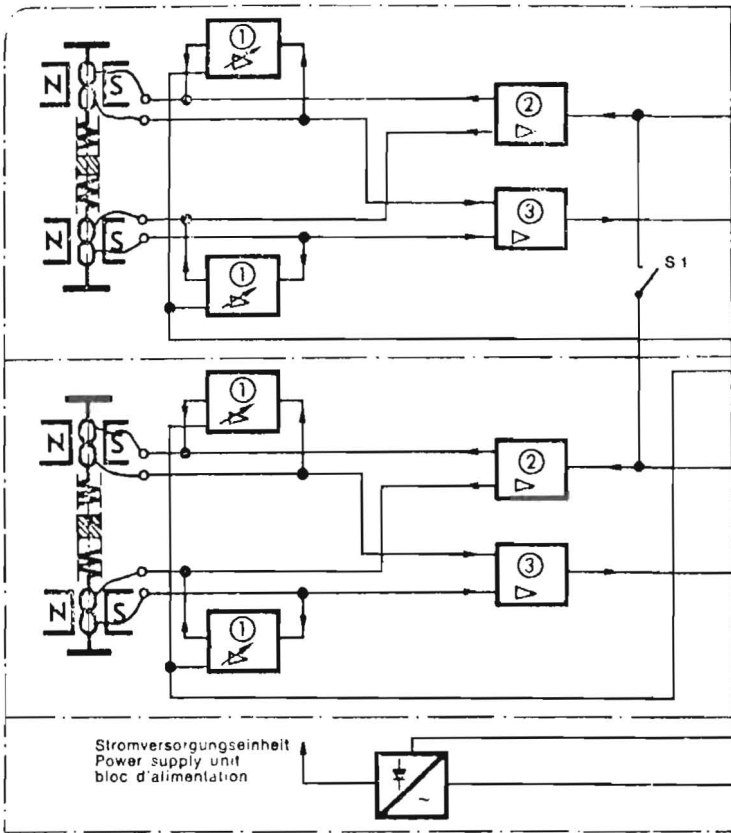 ①
N S
②
③
N S
①
S 1
①
N S
②
③
N S
①
Stromversorgungseinheit
Power supply unit
bloc d'alimentation
~